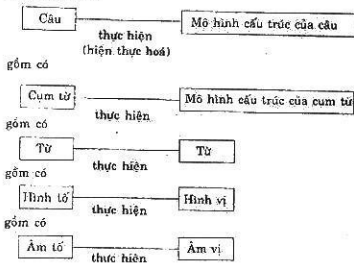 Câu Mô hình cấu trúc của câu
thực hiện
(hiện thực hoá)
gồm có
Cụm từ Mô hình cấu trúc của cụm từ
thực hiện
gồm có
Từ Từ
thực hiện
gồm có
Hình tố Hình vị
thực hiện
gồm có
Âm tố Âm vị
thực hiện